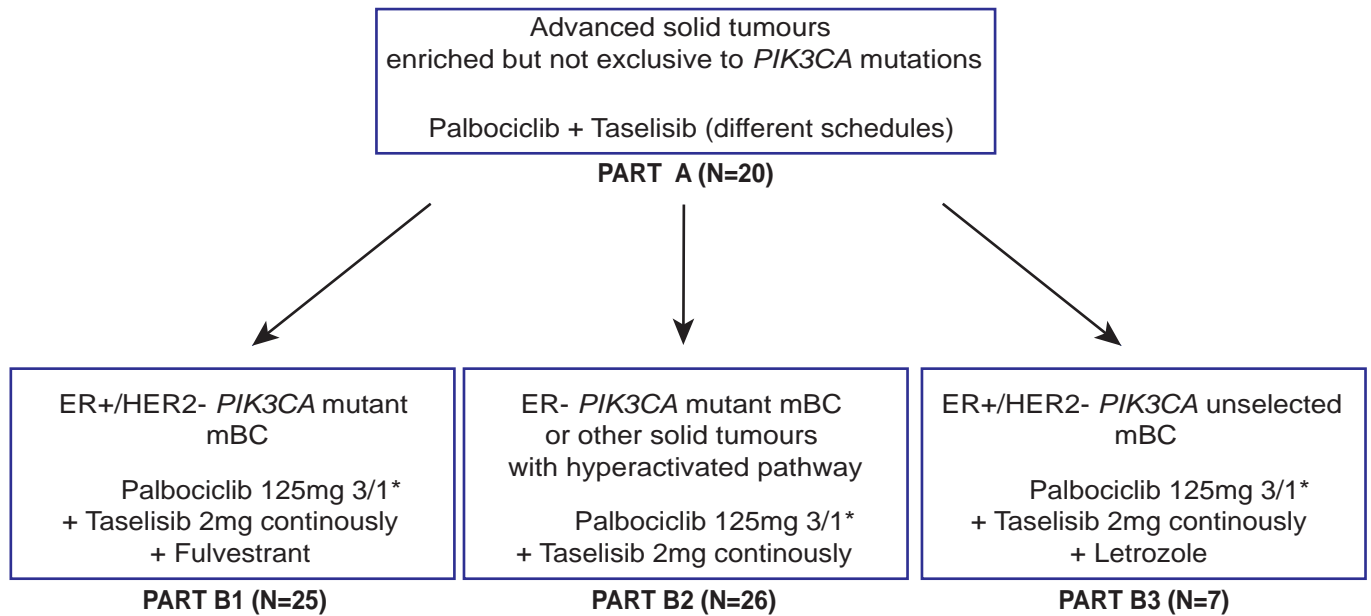 Advanced solid tumours
enriched but not exclusive to PIK3CA mutations
Palbociclib + Taselisib (different schedules)
PART A (N=20)
ER+/HER2- PIK3CA mutant
mBC
Palbociclib 125mg 3/1*
+ Taselisib 2mg continously
+ Fulvestrant
PART B1 (N=25)
ER- PIK3CA mutant mBC
or other solid tumours
with hyperactivated pathway
Palbociclib 125mg 3/1*
+ Taselisib 2mg continously
PART B2 (N=26)
ER+/HER2- PIK3CA unselected
mBC
Palbociclib 125mg 3/1*
+ Taselisib 2mg continously
+ Letrozole
PART B3 (N=7)